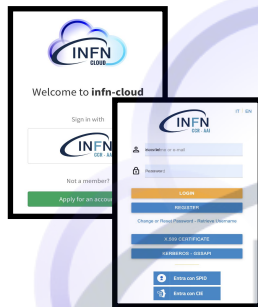 INFN
CLOUD
Welcome to infn-cloud
Sign in with
INFN
CCR - AAI
Not a member?
Apply for an accou
IT | EN
INFN
CCR - AAI
or e-mail
Password
LOGIN
REGISTER
Change or Reset Password - Retrieve Username
X.509 CERTIFICATE
KERBEROS - GSSAPI
Entra con SPID
Entra con CIE